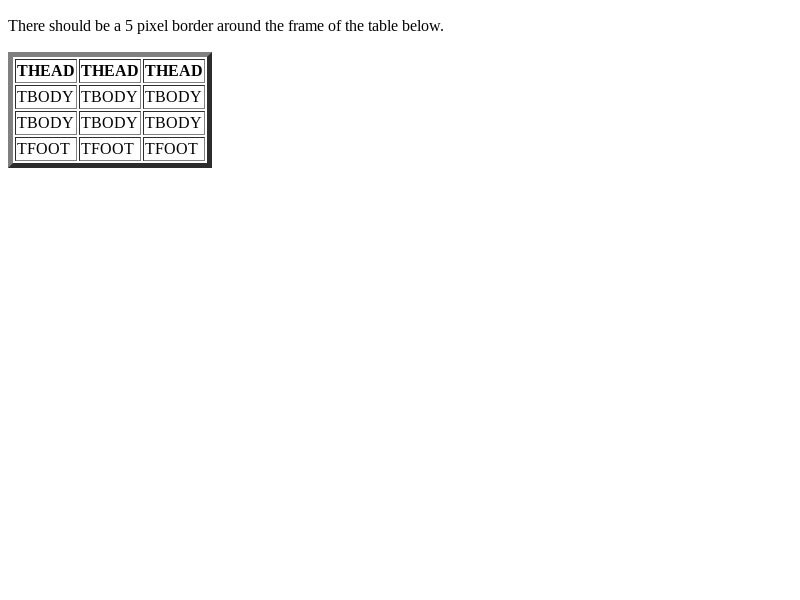 There should be a 5 pixel border around the frame of the table below.
THEAD THEAD THEAD
TBODY TBODY TBODY
TBODY TBODY TBODY
TFOOT TFOOT TFOOT